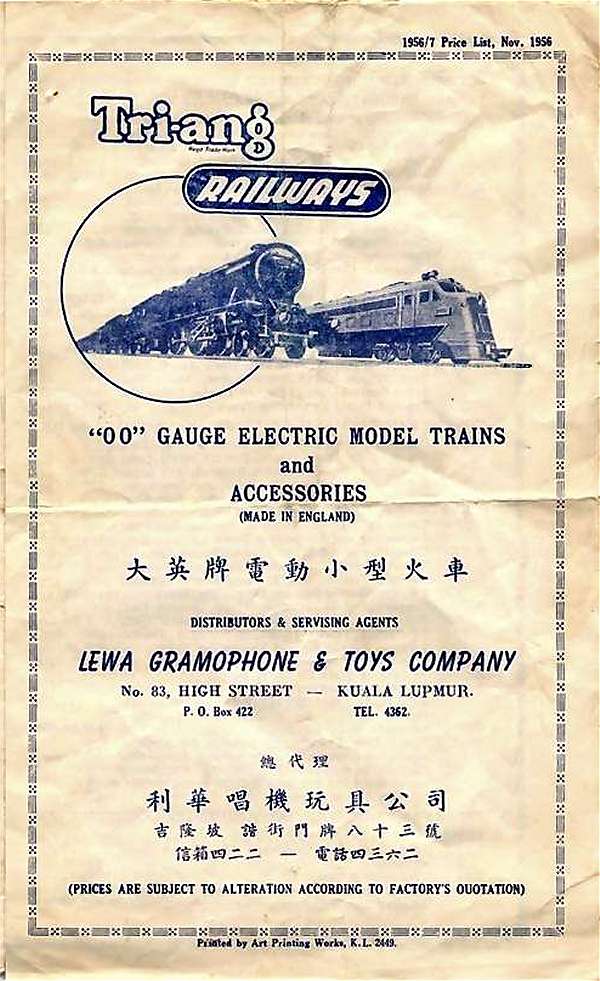 1956/7 Price List, Nov. 1956
Tri-ang
Regd Trade Mark
RAILWAYS
“OO” GAUGE ELECTRIC MODEL TRAINS
and
ACCESSORIES
(MADE IN ENGLAND)
大英牌電動小型火車
DISTRIBUTORS & SERVISING AGENTS
LEWA GRAMOPHONE & TOYS COMPANY
No. 83, HIGH STREET — KUALA LUPMUR.
P. O. Box 422 TEL. 4362.
總代理
利華唱機玩具公司
吉隆坡 諧街門牌八十三號
信箱四二二 — 電話四三六二
(PRICES ARE SUBJECT TO ALTERATION ACCORDING TO FACTORY'S OUOTATION)
Printed by Art Printing Works, K.L. 2449.